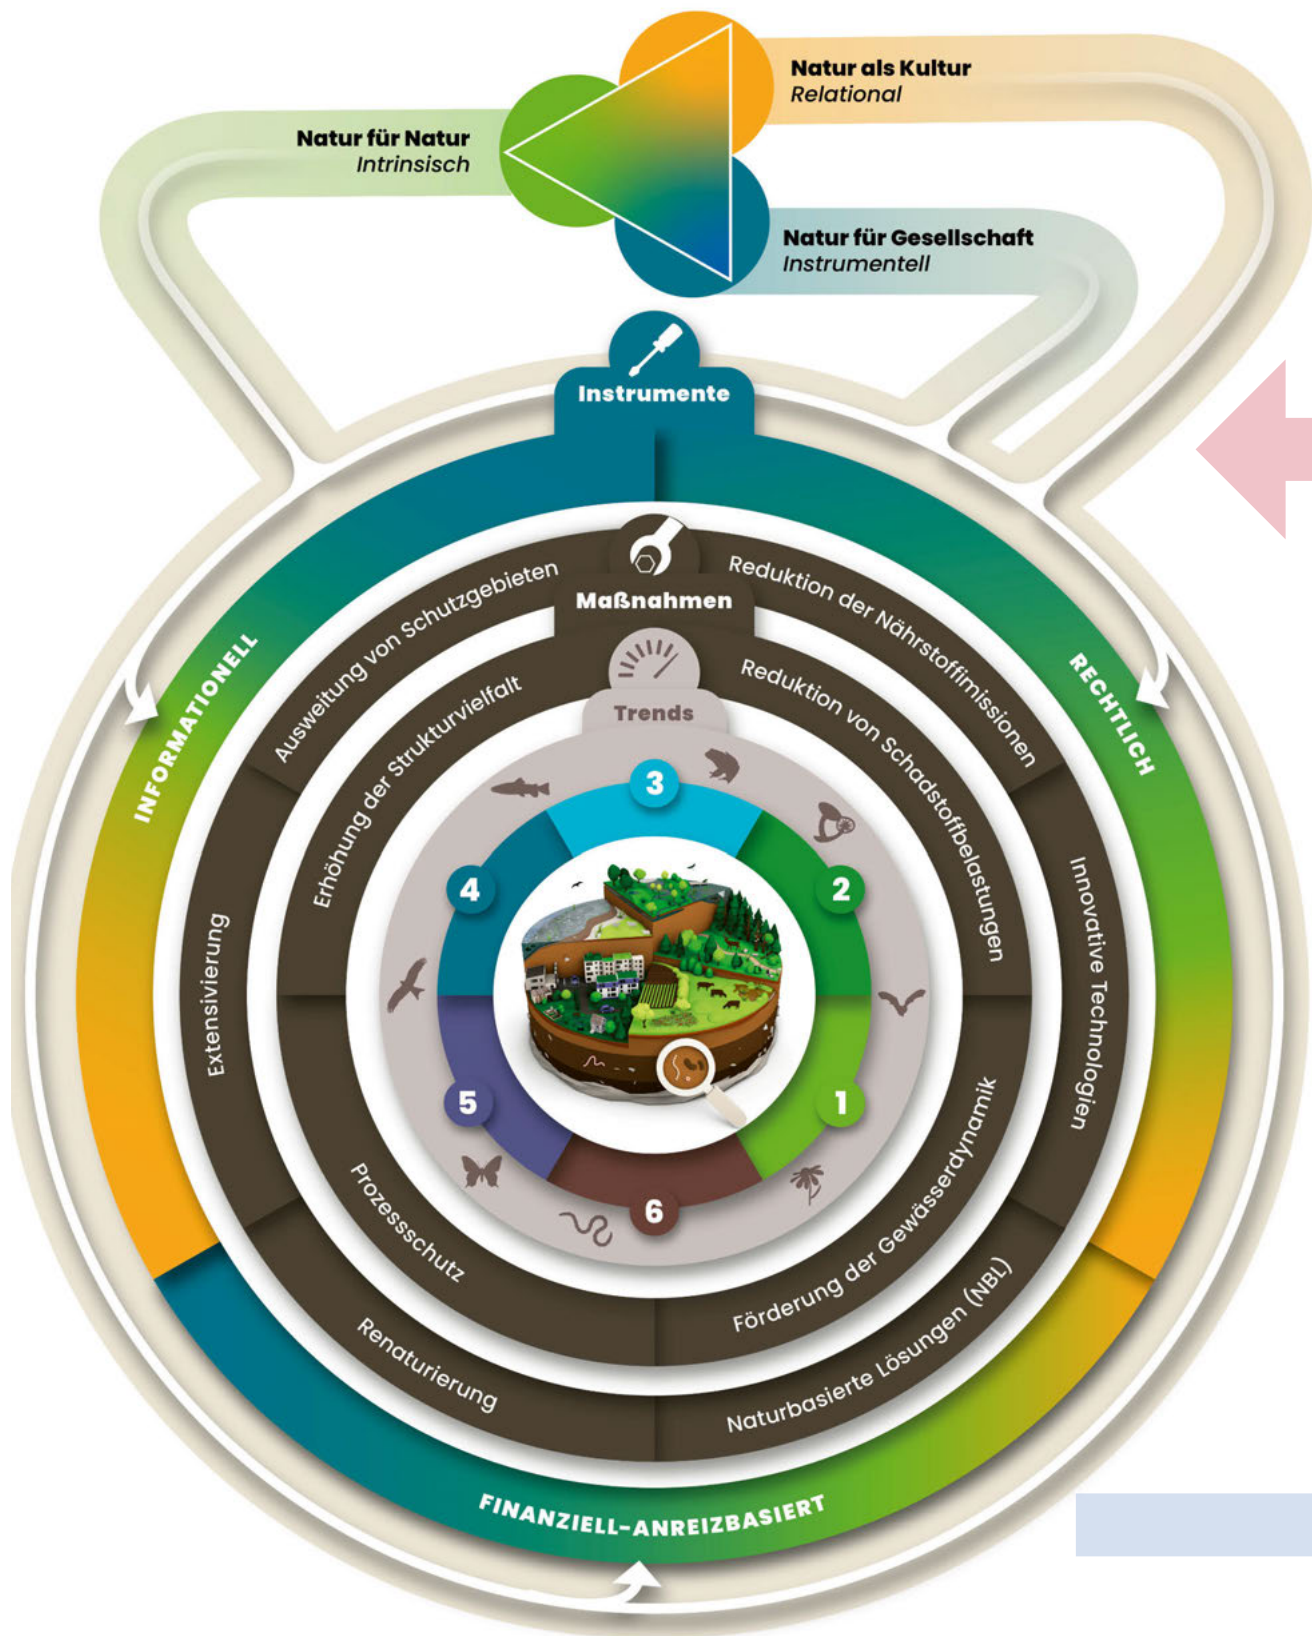 Natur als Kultur
Relational
Natur für Natur
Intrinsisch
Natur für Gesellschaft
Instrumentell
Instrumente
INFORMATIONELL
RECHTLICH
FINANZIELL-ANREIZBASIERT
Maßnahmen
Ausweitung von Schutzgebieten
Reduktion der Nährstoffimissionen
Innovative Technologien
Naturbasierte Lösungen (NBL)
Renaturierung
Extensivierung
Erhöhung der Strukturvielfalt
Reduktion von Schadstoffbelastungen
Förderung der Gewässerdynamik
Prozessschutz
Trends
3
4
2
5
1
6